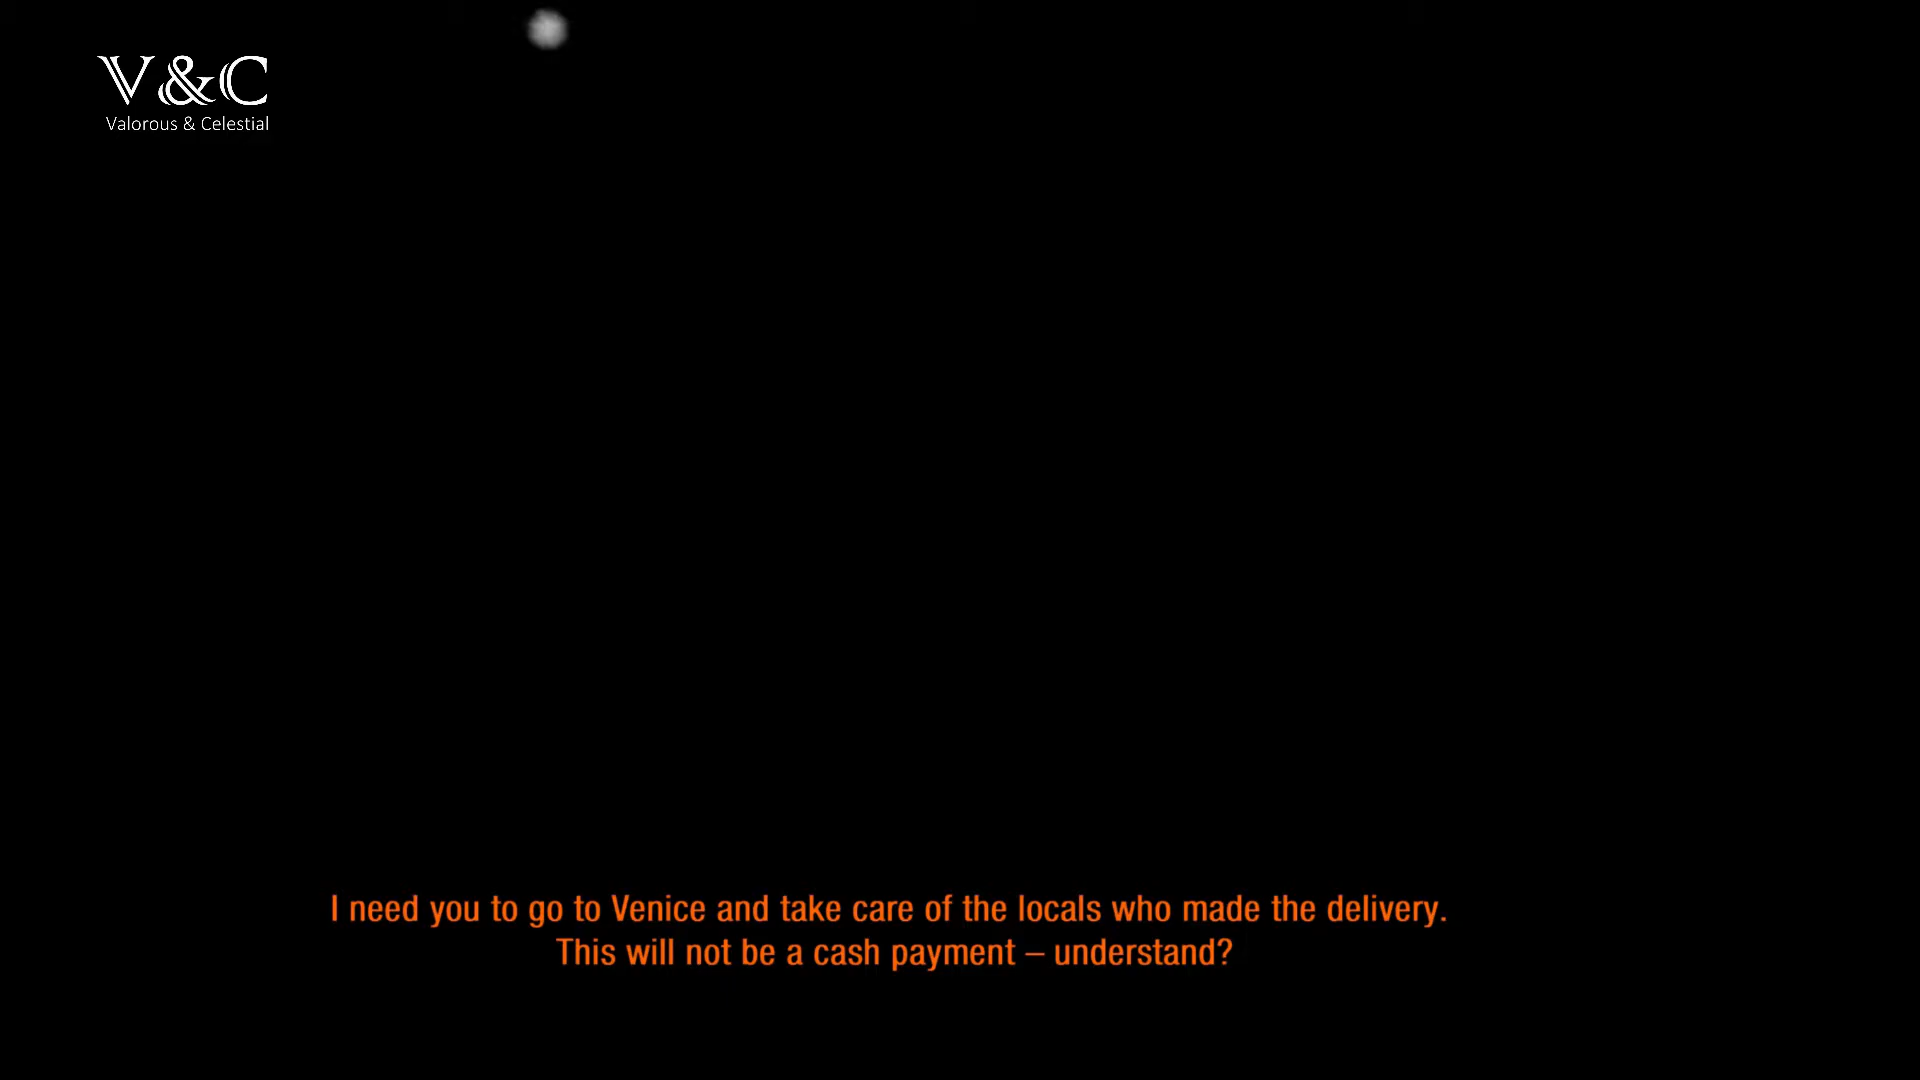 V&C
Valorous & Celestial
I need you to go to Venice and take care of the locals who made the delivery.
This will not be a cash payment – understand?